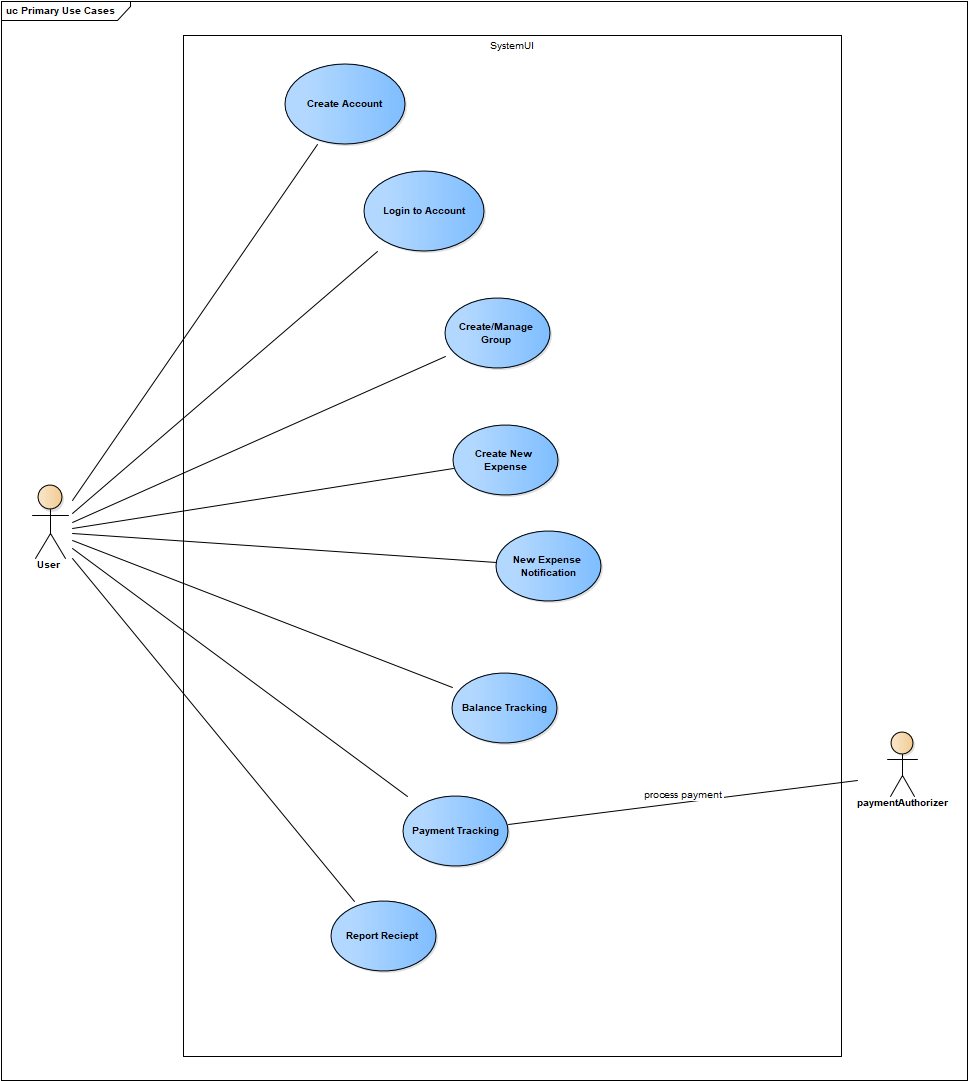 uc Primary Use Cases
SystemUI
Create Account
Login to Account
Create/Manage
Group
Create New
Expense
New Expense
Notification
User
Balance Tracking
process payment
paymentAuthorizer
Payment Tracking
Report Reciept